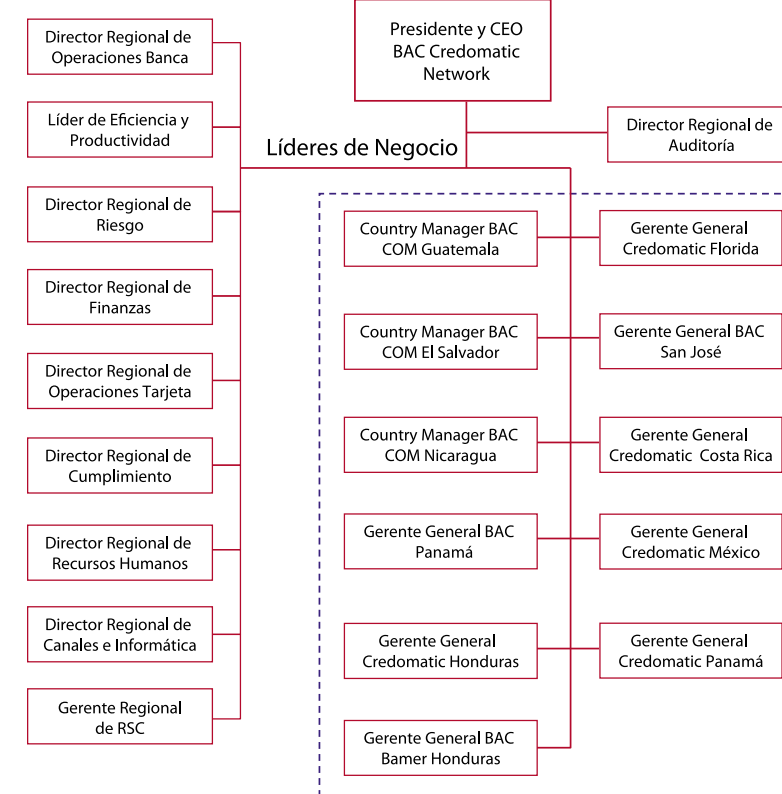 Presidente y CEO
BAC Credomatic
Network
Director Regional de
Auditoría
Líderes de Negocio
Director Regional de
Operaciones Banca
Líder de Eficiencia y
Productividad
Director Regional de
Riesgo
Director Regional de
Finanzas
Director Regional de
Operaciones Tarjeta
Director Regional de
Cumplimiento
Director Regional de
Recursos Humanos
Director Regional de
Canales e Informática
Gerente Regional
de RSC
Country Manager BAC
COM Guatemala
Gerente General
Credomatic Florida
Country Manager BAC
COM El Salvador
Gerente General BAC
San José
Country Manager BAC
COM Nicaragua
Gerente General
Credomatic Costa Rica
Gerente General BAC
Panamá
Gerente General
Credomatic México
Gerente General
Credomatic Honduras
Gerente General
Credomatic Panamá
Gerente General BAC
Bamer Honduras